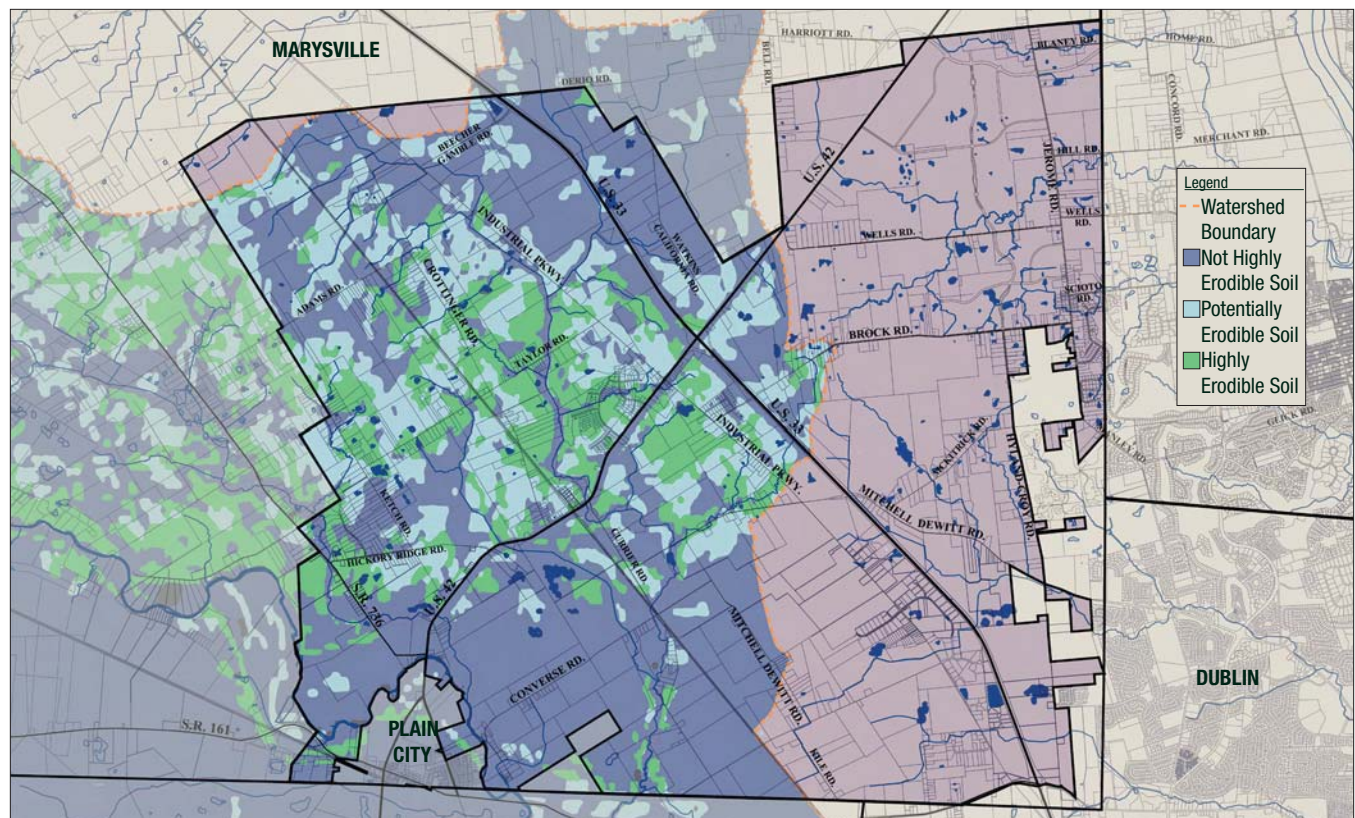 MARYSVILLE
HARRIOTT RD.
BLANEY RD.
HOME RD.
BELL RD.
DERIO RD.
CONCORD RD.
MERCHANT RD.
BEECHER
GAMBLE RD.
U.S. 42
HILL RD.
JEROME RD.
U.S. 33
Legend
Watershed
Boundary
Not Highly
Erodible Soil
Potentially
Erodible Soil
Highly
Erodible Soil
INDUSTRIAL PKWY.
WATKINS
CALIFORNIA RD.
WELLS RD.
WELLS
RD.
CROTTINGER RD.
ADAMS RD.
SCIOTO
RD.
TAYLOR RD.
BROCK RD.
U.S. 33
INDUSTRIAL PKWY.
GLICK RD.
HYLAND-CROY RD.
MITCHELL DEWITT RD.
KETCH RD.
HICKORY RIDGE RD.
CURRIER RD.
S.R. 736
U.S. 42
MITCHELL DEWITT RD.
CONVERSE RD.
DUBLIN
S.R. 161
PLAIN
CITY
KILE RD.